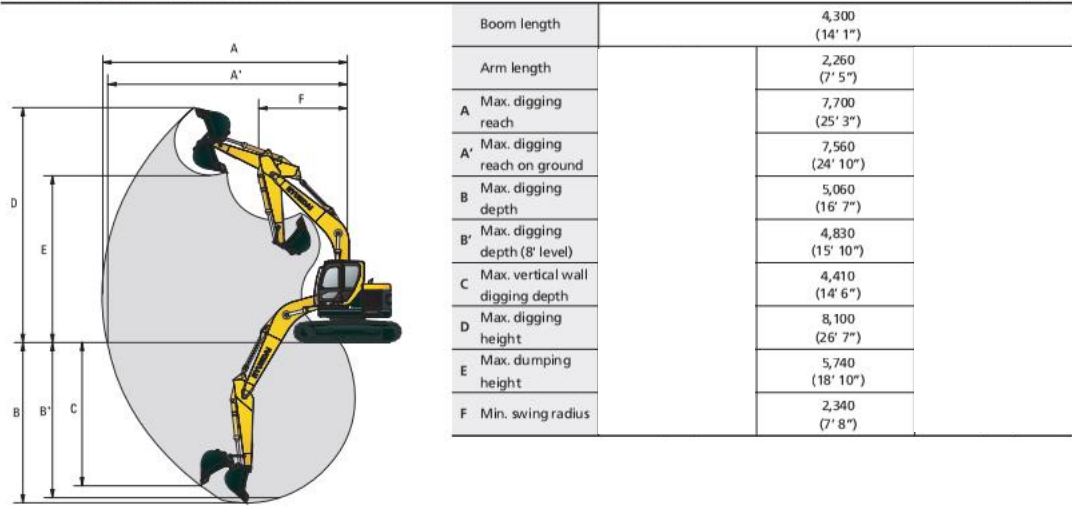 A
A'
F
D
E
HYUNDAI
HYUNDAI
B
B'
C
Boom length
4,300
(14' 1")
Arm length
2,260
(7' 5")
A Max. digging
reach
7,700
(25' 3")
A' Max. digging
reach on ground
7,560
(24' 10")
B Max. digging
depth
5,060
(16' 7")
B' Max. digging
depth (8' level)
4,830
(15' 10")
C Max. vertical wall
digging depth
4,410
(14' 6")
D Max. digging
height
8,100
(26' 7")
E Max. dumping
height
5,740
(18' 10")
F Min. swing radius
2,340
(7' 8")